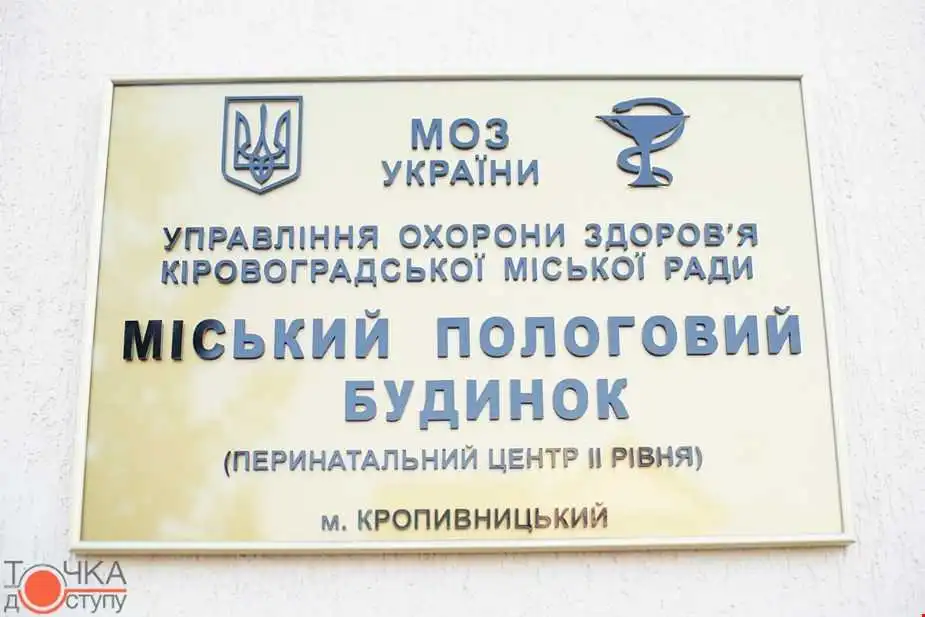 МОЗ
УКРАЇНИ
УПРАВЛІННЯ ОХОРОНИ ЗДОРОВ'Я
КІРОВОГРАДСЬКОЇ МІСЬКОЇ РАДИ
МІСЬКИЙ ПОЛОГОВИЙ
БУДИНОК
(ПЕРИНАТАЛЬНИЙ ЦЕНТР ІІ РІВНЯ)
м. КРОПИВНИЦЬКИЙ
ТОЧКА
дОступу